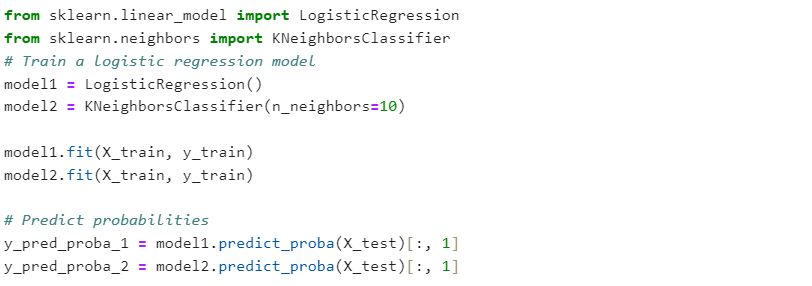 from sklearn.linear_model import LogisticRegression
from sklearn.neighbors import KNeighborsClassifier
# Train a logistic regression model
model1 = LogisticRegression()
model2 = KNeighborsClassifier(n_neighbors=10)
model1.fit(X_train, y_train)
model2.fit(X_train, y_train)
# Predict probabilities
y_pred_proba_1 = model1.predict_proba(X_test)[:, 1]
y_pred_proba_2 = model2.predict_proba(X_test)[:, 1]